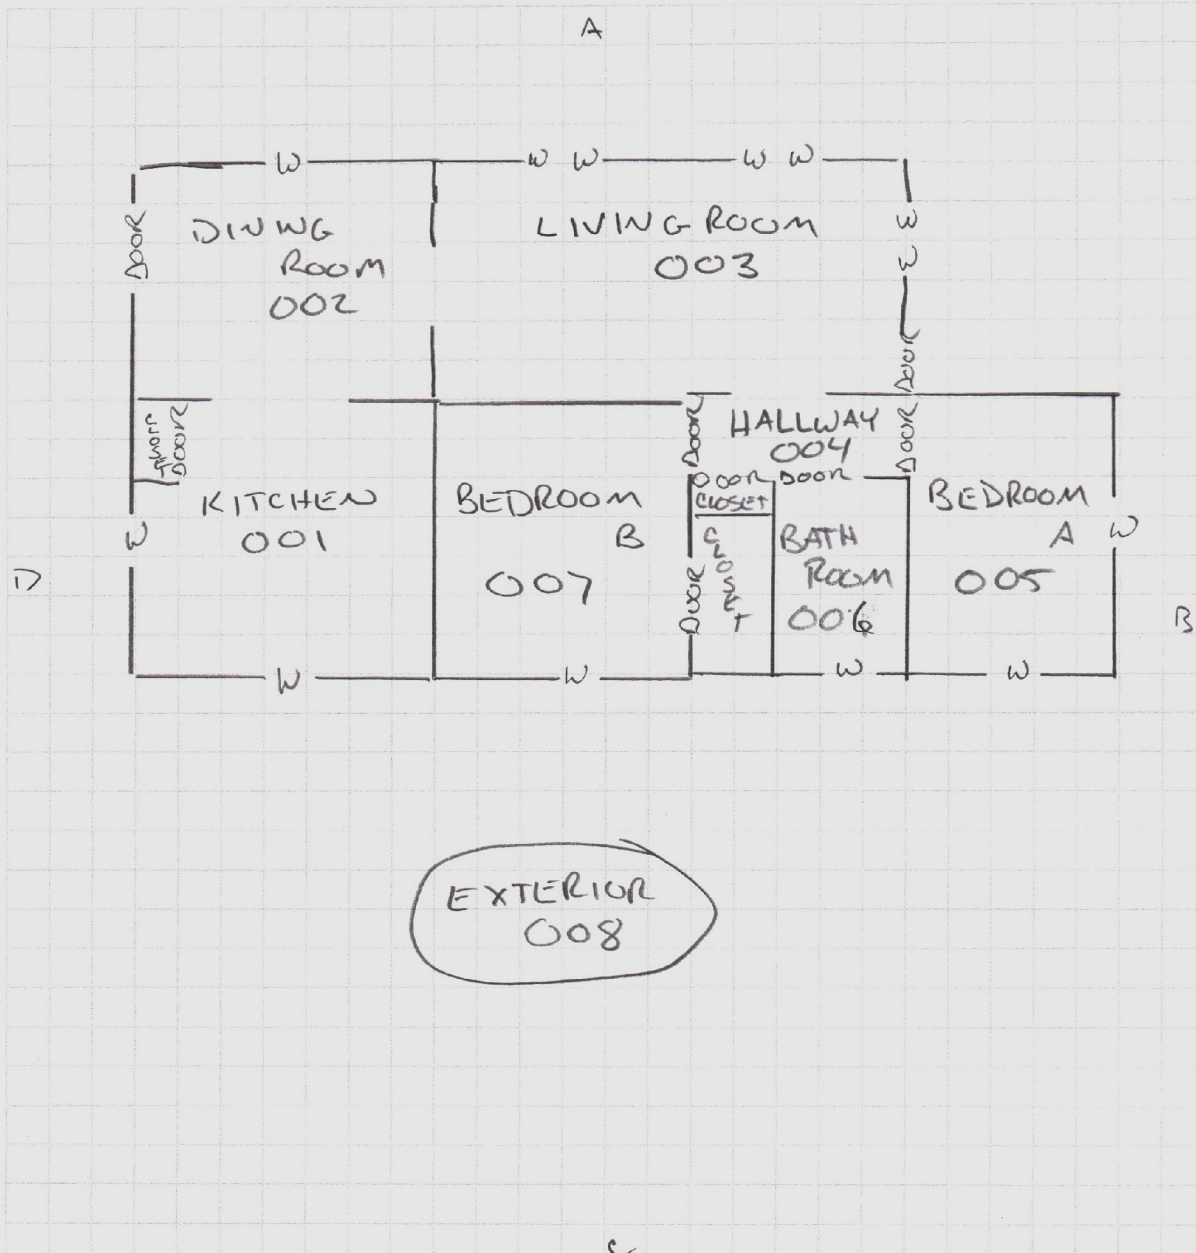 A
W
W W
W W
DOOR
DINING
ROOM
002
LIVING ROOM
003
W
W
DOOR
DOOR
DOOR
HALLWAY
004
DOOR
DOOR
DOOR
CLOSET
KITCHEN
001
W
BEDROOM
B
007
DOOR
CLOSET
BATH
ROOM
006
BEDROOM
A
005
W
D
B
W
W
W
W
EXTERIOR
008
C